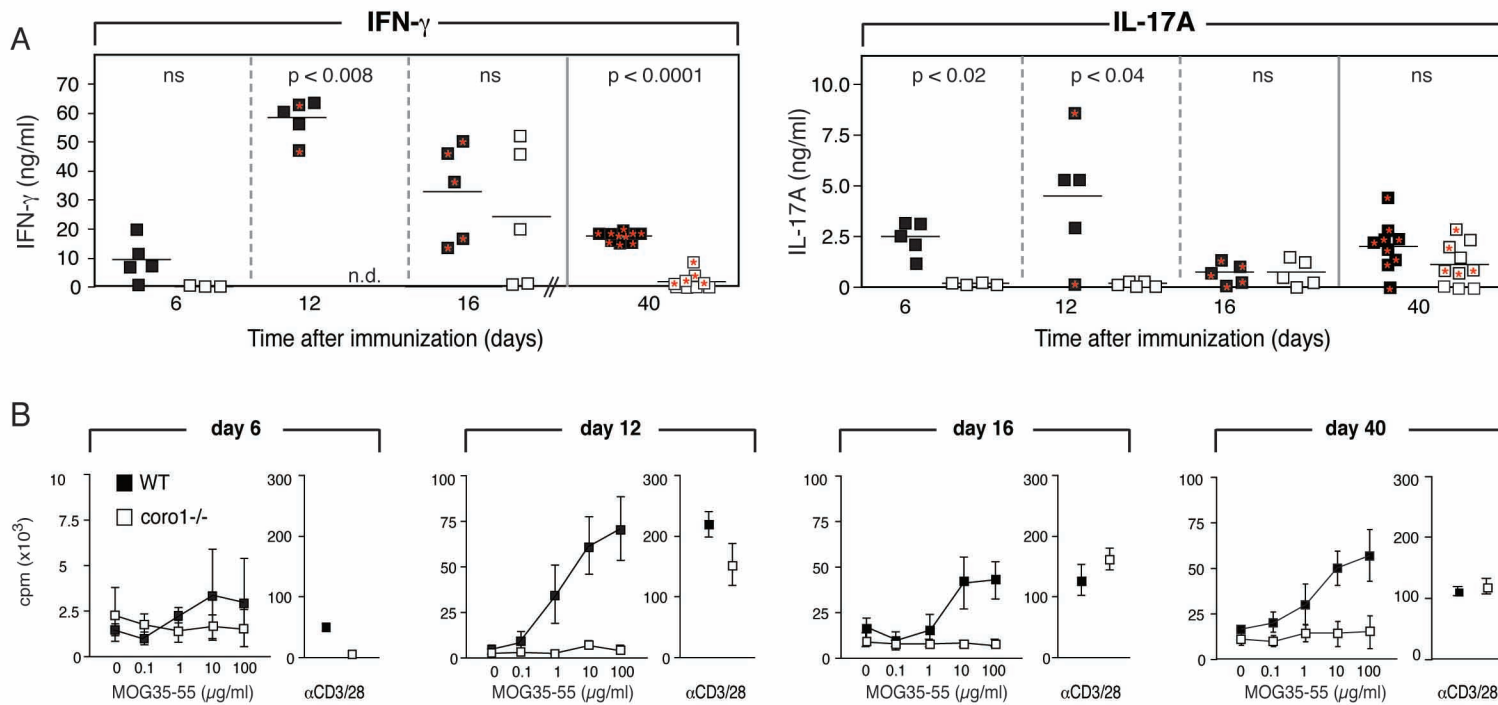 A
IFN-γ
ns
p < 0.008
ns
p < 0.0001
70
60
50
40
30
20
10
0
IFN-γ (ng/ml)
n.d.
6
12
16
40
Time after immunization (days)
IL-17A
p < 0.02
p < 0.04
ns
ns
10.0
7.5
5.0
2.5
0
IL-17A (ng/ml)
6
12
16
40
Time after immunization (days)
B
day 6
10
7.5
5
2.5
0
cpm (x10³)
WT
coro1-/-
0 0.1 1 10 100
MOG35-55 (µg/ml)
300
200
100
0
αCD3/28
day 12
100
75
50
25
0
0 0.1 1 10 100
MOG35-55 (µg/ml)
300
200
100
0
αCD3/28
day 16
100
75
50
25
0
0 0.1 1 10 100
MOG35-55 (µg/ml)
300
200
100
0
αCD3/28
day 40
100
75
50
25
0
0 0.1 1 10 100
MOG35-55 (µg/ml)
300
200
100
0
αCD3/28